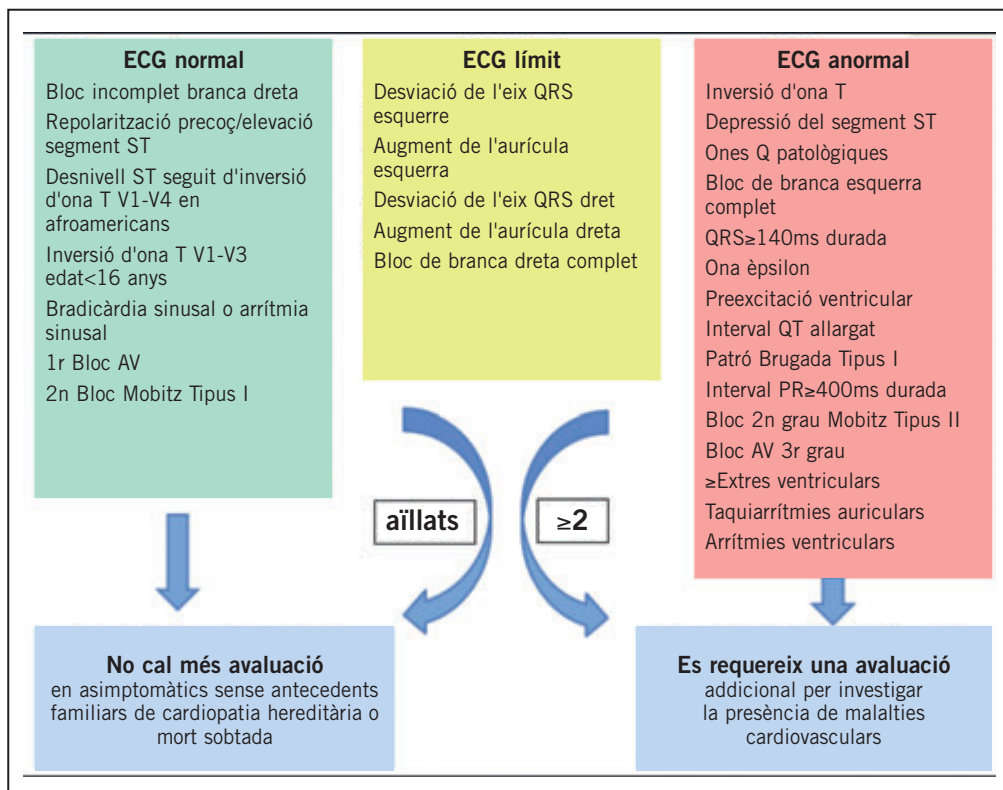 ECG normal
Bloc incomplet branca dreta
Repolarització precoç/elevació
segment ST
Desnivell ST seguit d'inversió
d'ona T V1-V4 en
afroamericans
Inversió d'ona T V1-V3
edat<16 anys
Bradicàrdia sinusal o arrítmia
sinusal
1r Bloc AV
2n Bloc Mobitz Tipus I
ECG límit
Desviació de l'eix QRS
esquerre
Augment de l'aurícula
esquerra
Desviació de l'eix QRS dret
Augment de l'aurícula dreta
Bloc de branca dreta complet
ECG anormal
Inversió d'ona T
Depressió del segment ST
Ones Q patològiques
Bloc de branca esquerra
complet
QRS≥140ms durada
Ona èpsilon
Preexcitació ventricular
Interval QT allargat
Patró Brugada Tipus I
Interval PR≥400ms durada
Bloc 2n grau Mobitz Tipus II
Bloc AV 3r grau
≥Extres ventriculars
Taquiarrítmies auriculars
Arrítmies ventriculars
aïllats
≥2
No cal més avaluació
en asimptomàtics sense antecedents
familiars de cardiopatia hereditària o
mort sobtada
Es requereix una avaluació
addicional per investigar
la presència de malalties
cardiovasculars